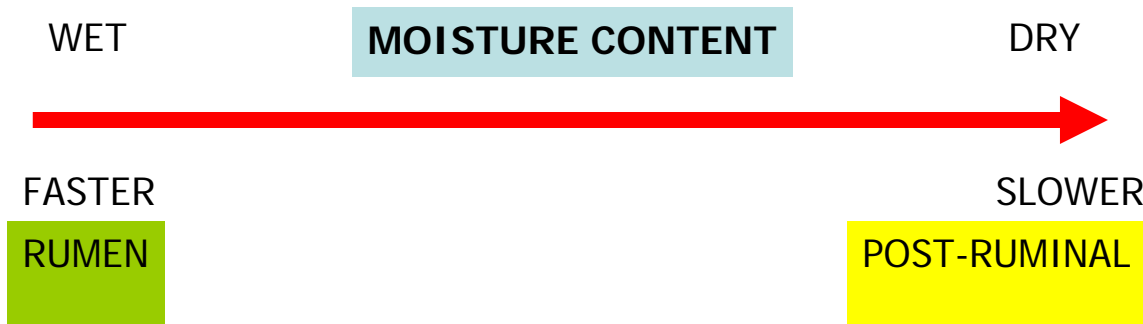 WET MOISTURE CONTENT DRY
FASTER SLOWER
RUMEN POST-RUMINAL